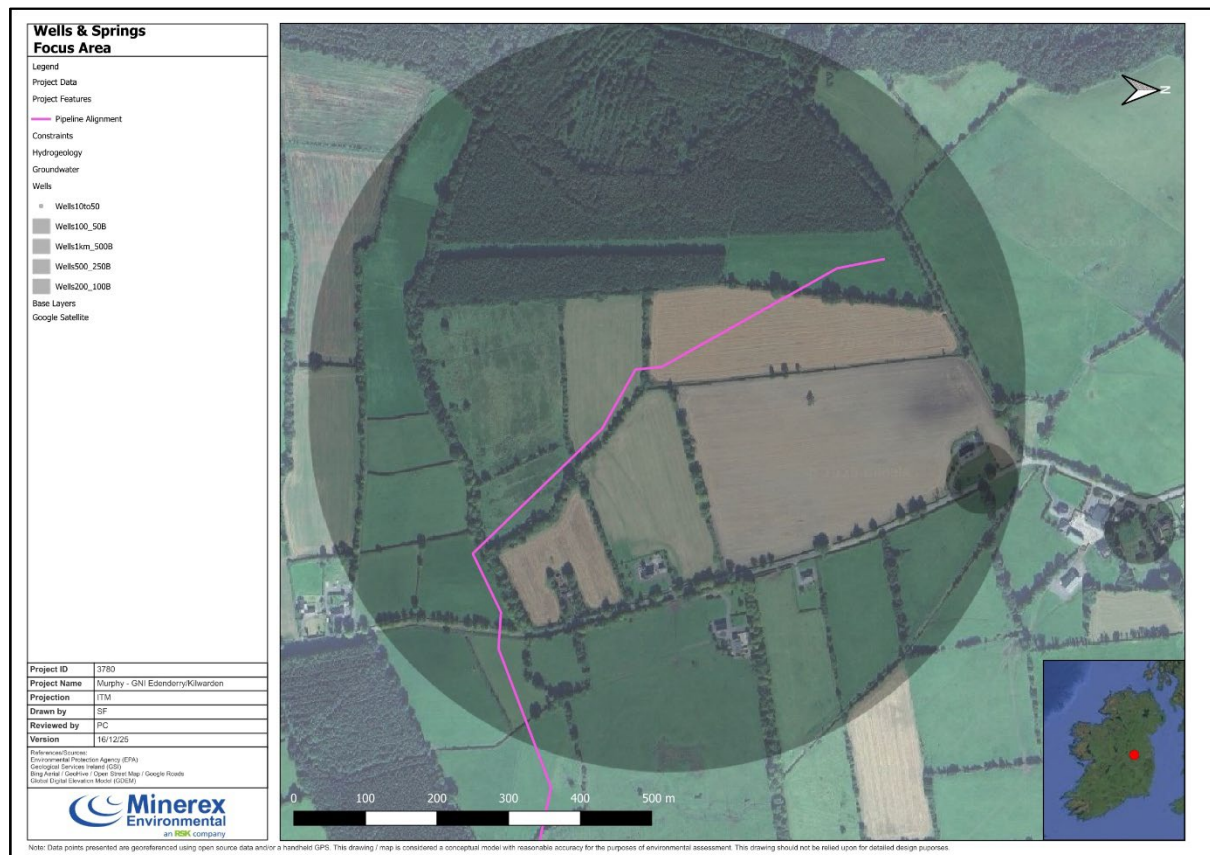 Wells & Springs
Focus Area
Legend
Project Data
Project Features
Pipeline Alignment
Constraints
Hydrogeology
Groundwater
Wells
Wells10to50
Wells100_50B
Wells1km_500B
Wells500_250B
Wells200_100B
Base Layers
Google Satellite
N
0 100 200 300 400 500 m
Project ID 3780
Project Name Murphy - GNI Edenderry/Kilwarden
Projection ITM
Drawn by SF
Reviewed by PC
Version 16/12/25
References/Sources:
Environmental Protection Agency (EPA)
Geological Services Ireland (GSI)
Bing Aerial / GeoHive / Open Street Map / Google Roads
Global Digital Elevation Model (GDEM)
Minerex
Environmental
an RSK company
Note: Data points presented are georeferenced using open source data and/or a handheld GPS. This drawing / map is considered a conceptual model with reasonable accuracy for the purposes of environmental assessment. This drawing should not be relied upon for detailed design puporses.